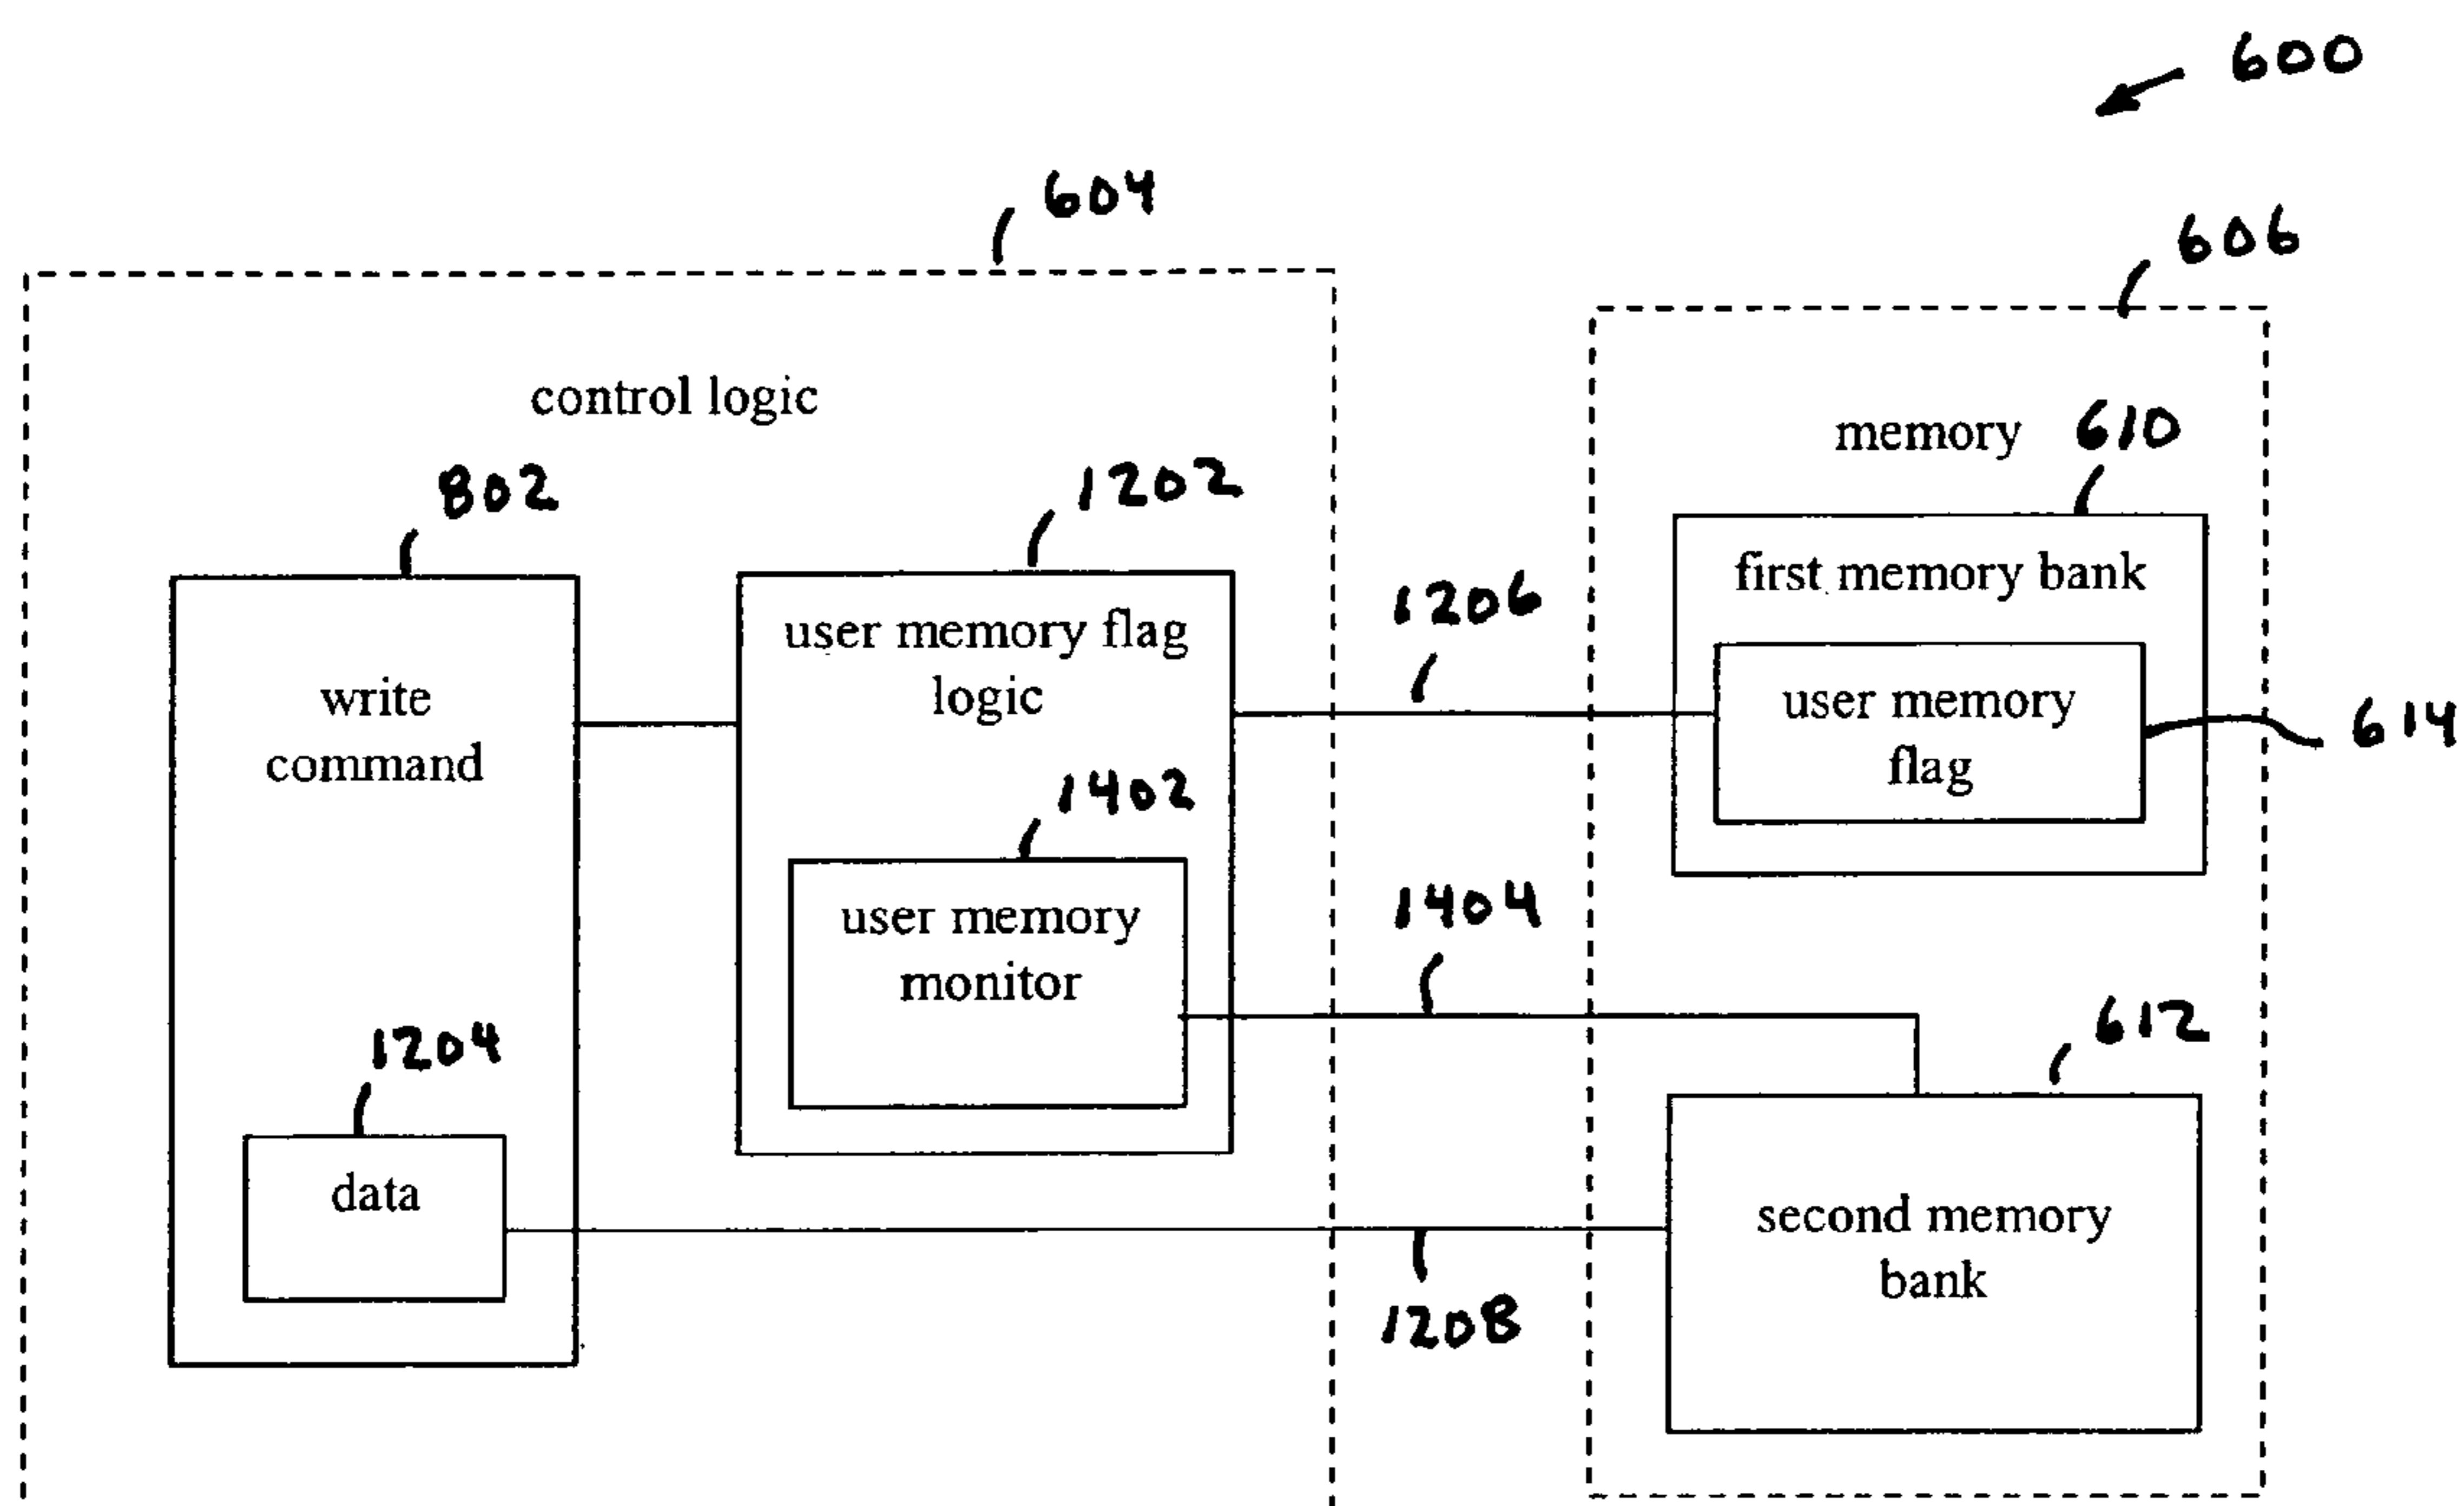 600
604
606
control logic
memory 610
802
1202
first memory bank
user memory flag
logic
1206
write
command
user memory
flag
614
1402
user memory
monitor
1404
1204
612
data
second memory
bank
1208